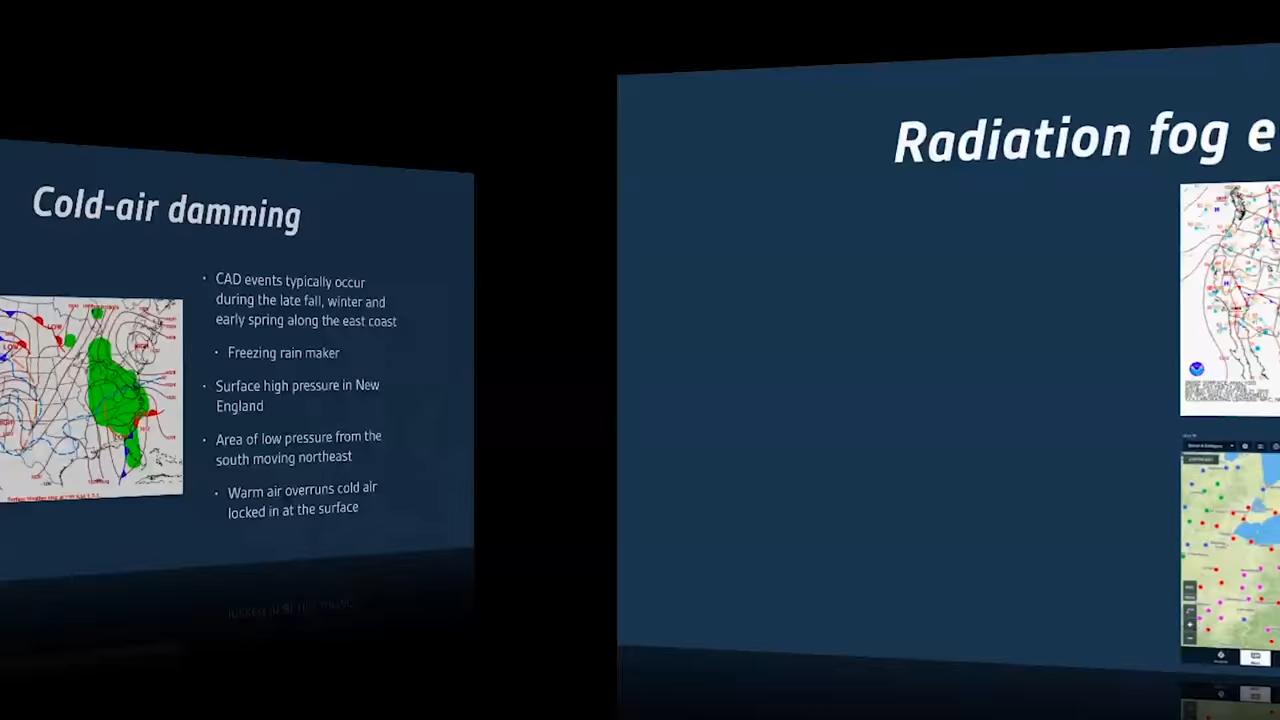 Cold-air damming
• CAD events typically occur
during the late fall, winter and
early spring along the east coast
• Freezing rain maker
• Surface high pressure in New
England
• Area of low pressure from the
south moving northeast
• Warm air overruns cold air
locked in at the surface
LOW
Radiation fog e